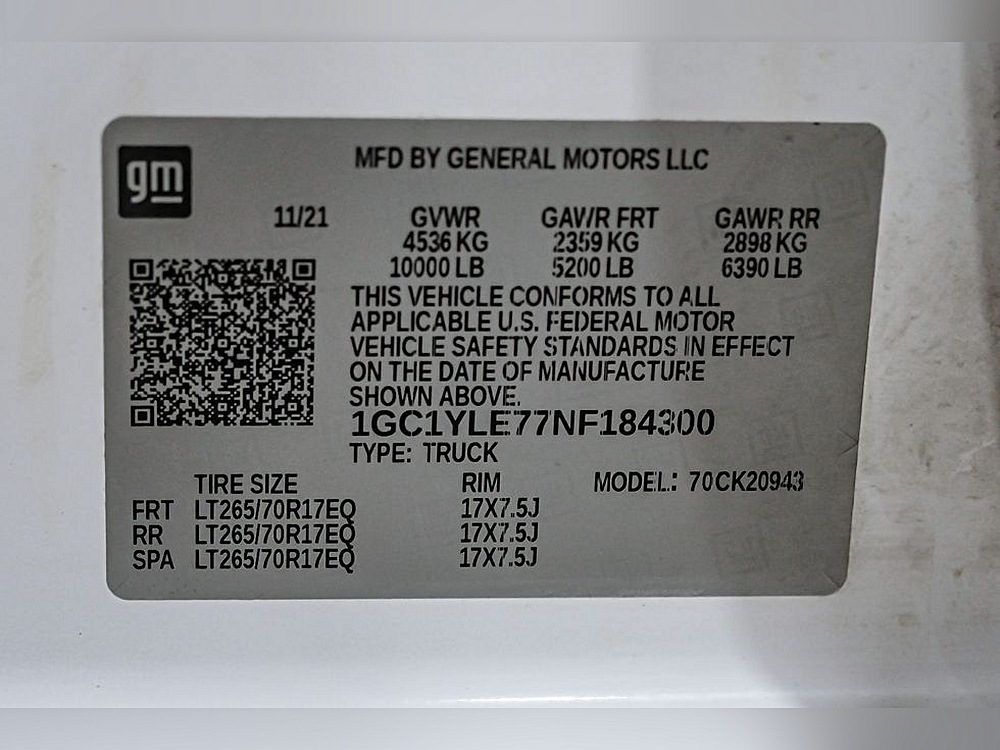 gm
MFD BY GENERAL MOTORS LLC
11/21 GVWR GAWR FRT GAWR RR
4536 KG 2359 KG 2898 KG
10000 LB 5200 LB 6390 LB
THIS VEHICLE CONFORMS TO ALL
APPLICABLE U.S. FEDERAL MOTOR
VEHICLE SAFETY STANDARDS IN EFFECT
ON THE DATE OF MANUFACTURE
SHOWN ABOVE.
1GC1YLE77NF184300
TYPE: TRUCK
TIRE SIZE RIM MODEL: 70CK20943
FRT LT265/70R17EQ 17X7.5J
RR LT265/70R17EQ 17X7.5J
SPA LT265/70R17EQ 17X7.5J